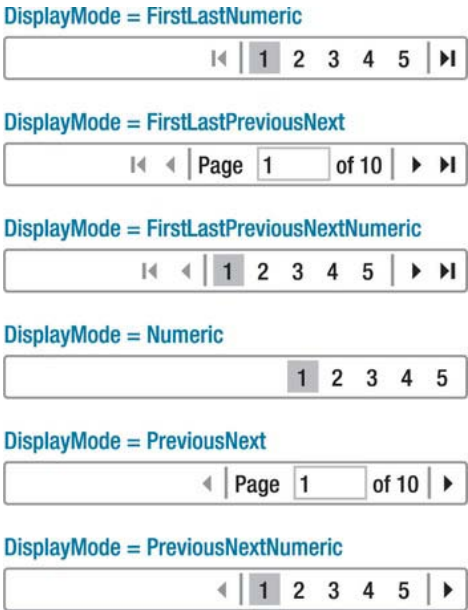 DisplayMode = FirstLastNumeric
1 2 3 4 5
DisplayMode = FirstLastPreviousNext
Page 1 of 10
DisplayMode = FirstLastPreviousNextNumeric
1 2 3 4 5
DisplayMode = Numeric
1 2 3 4 5
DisplayMode = PreviousNext
Page 1 of 10
DisplayMode = PreviousNextNumeric
1 2 3 4 5